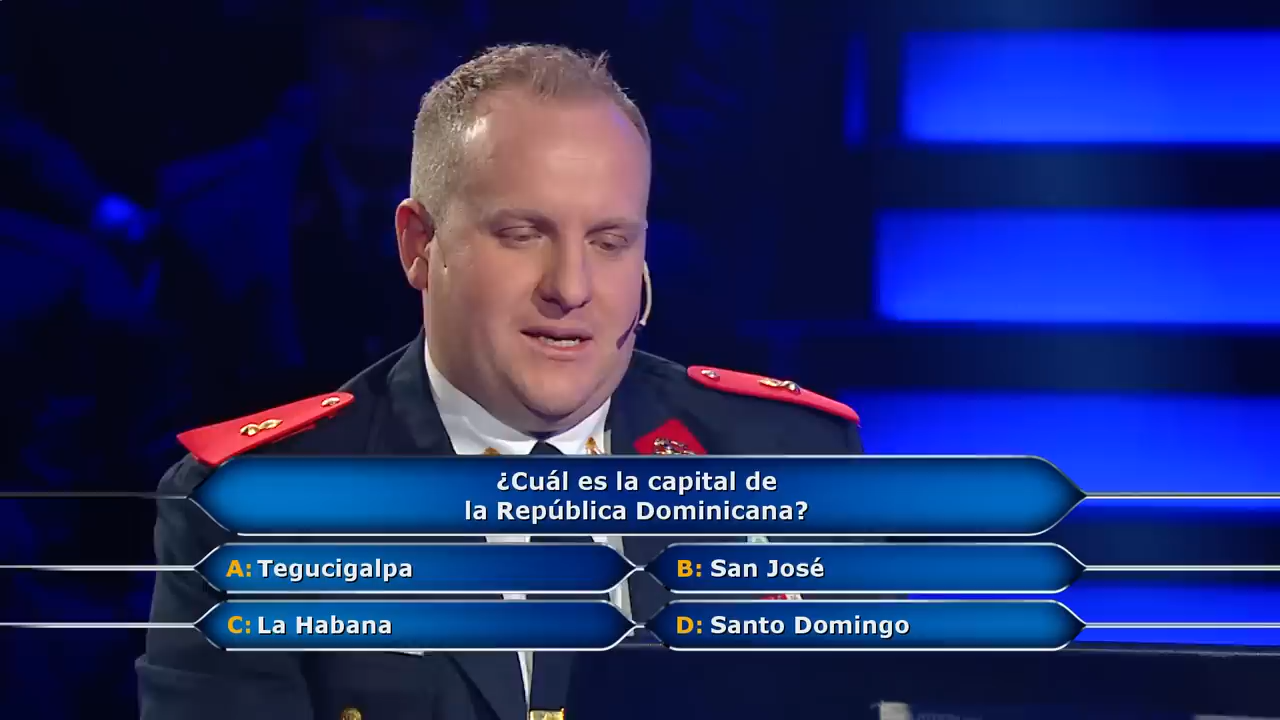 ¿Cuál es la capital de
la República Dominicana?
A: Tegucigalpa
B: San José
C: La Habana
D: Santo Domingo